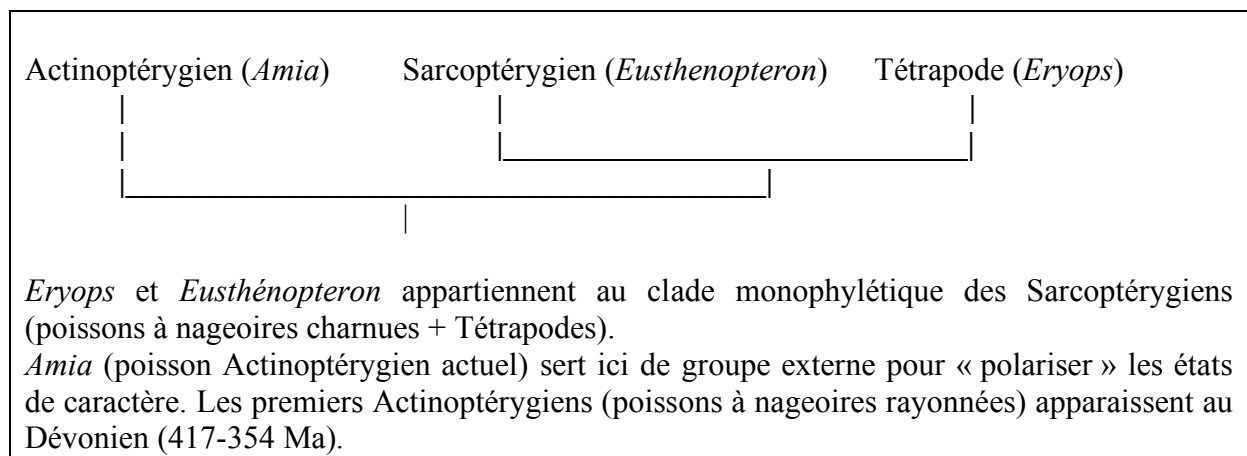 Actinoptérygien (Amia) Sarcoptérygien (Eusthenopteron) Tétrapode (Eryops)
Eryops et Eusthénopteron appartiennent au clade monophylétique des Sarcoptérygiens
(poissons à nageoires charnues + Tétrapodes).
Amia (poisson Actinoptérygien actuel) sert ici de groupe externe pour « polariser » les états
de caractère. Les premiers Actinoptérygiens (poissons à nageoires rayonnées) apparaissent au
Dévonien (417-354 Ma).